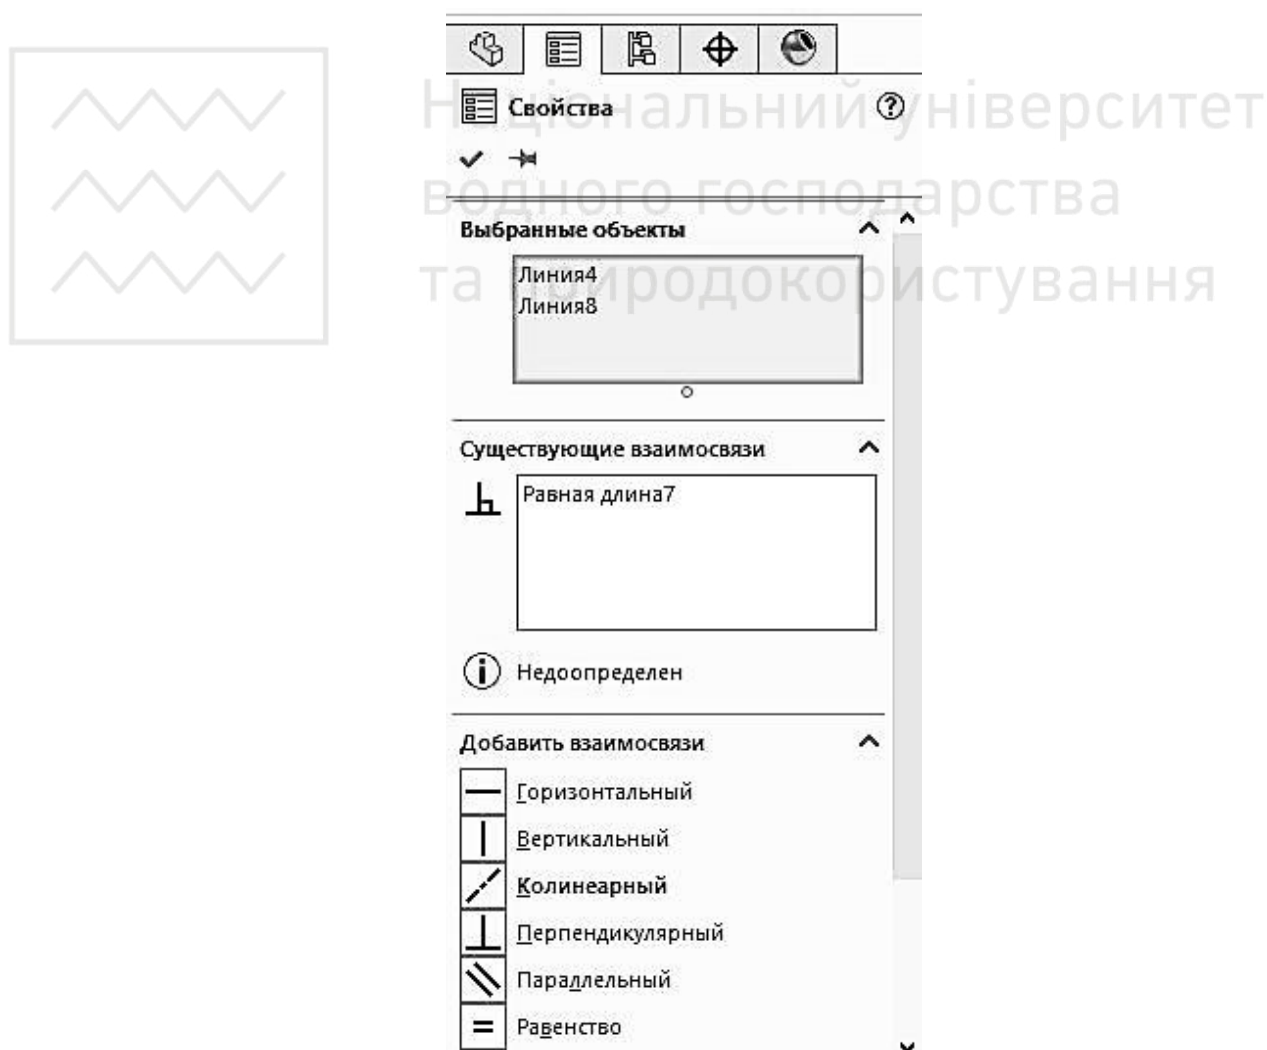 Національний університет
водного господарства
та природокористування
Свойства
Выбранные объекты
Линия4
Линия8
Существующие взаимосвязи
Равная длина7
Недоопределен
Добавить взаимосвязи
Горизонтальный
Вертикальный
Колинеарный
Перпендикулярный
Параллельный
Равенство